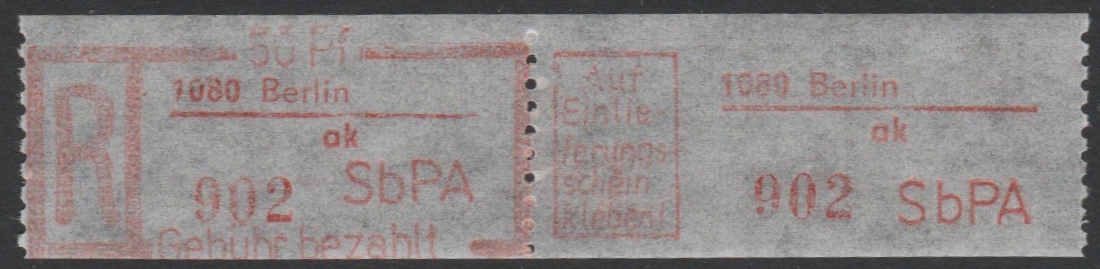 50 Pf
R
1080 Berlin
ak
902 SbPA
Gebühr bezahlt
Auf
Einlie-
ferungs-
schein
kleben!
1080 Berlin
ak
902 SbPA